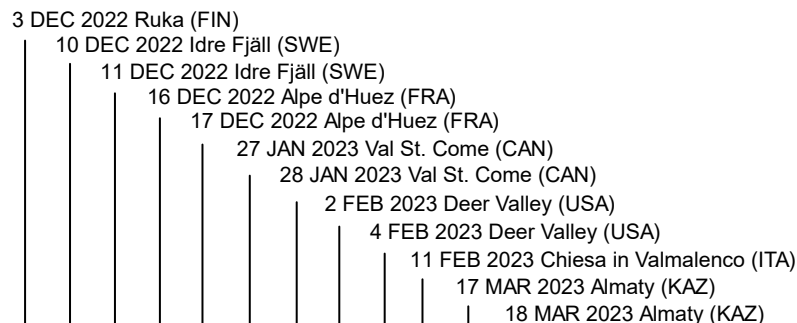 3 DEC 2022 Ruka (FIN)
10 DEC 2022 Idre Fjäll (SWE)
11 DEC 2022 Idre Fjäll (SWE)
16 DEC 2022 Alpe d'Huez (FRA)
17 DEC 2022 Alpe d'Huez (FRA)
27 JAN 2023 Val St. Come (CAN)
28 JAN 2023 Val St. Come (CAN)
2 FEB 2023 Deer Valley (USA)
4 FEB 2023 Deer Valley (USA)
11 FEB 2023 Chiesa in Valmalenco (ITA)
17 MAR 2023 Almaty (KAZ)
18 MAR 2023 Almaty (KAZ)